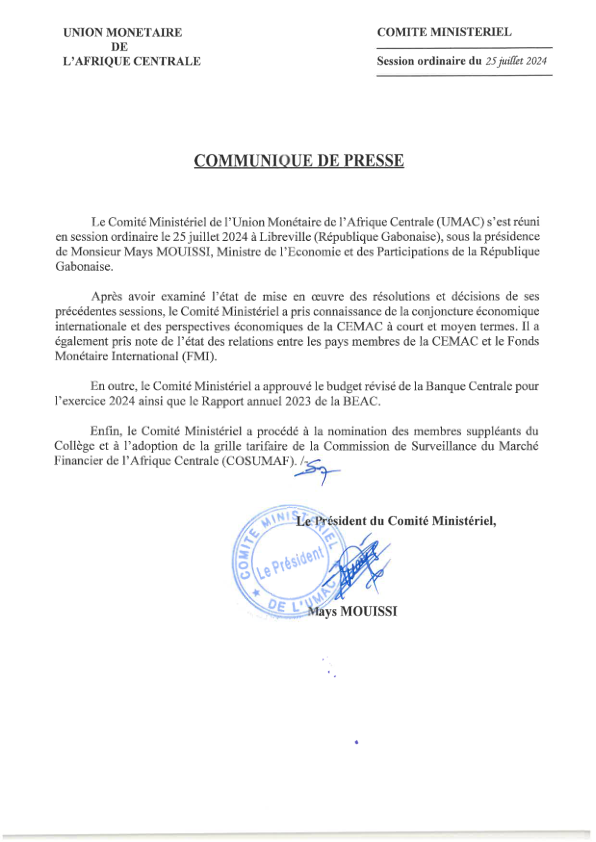 UNION MONETAIRE
DE
L'AFRIQUE CENTRALE
COMITE MINISTERIEL
Session ordinaire du 25 juillet 2024
COMMUNIQUE DE PRESSE
Le Comité Ministériel de l'Union Monétaire de l'Afrique Centrale (UMAC) s'est réuni
en session ordinaire le 25 juillet 2024 à Libreville (République Gabonaise), sous la présidence
de Monsieur Mays MOUISSI, Ministre de l'Economie et des Participations de la République
Gabonaise.
Après avoir examiné l'état de mise en œuvre des résolutions et décisions de ses
précédentes sessions, le Comité Ministériel a pris connaissance de la conjoncture économique
internationale et des perspectives économiques de la CEMAC à court et moyen termes. Il a
également pris note de l'état des relations entre les pays membres de la CEMAC et le Fonds
Monétaire International (FMI).
En outre, le Comité Ministériel a approuvé le budget révisé de la Banque Centrale pour
l'exercice 2024 ainsi que le Rapport annuel 2023 de la BEAC.
Enfin, le Comité Ministériel a procédé à la nomination des membres suppléants du
Collège et à l'adoption de la grille tarifaire de la Commission de Surveillance du Marché
Financier de l'Afrique Centrale (COSUMAF). /-
Le Président du Comité Ministériel,
COMITE MINISTERIEL
Le Président
DE L'UMAC
Mays MOUISSI